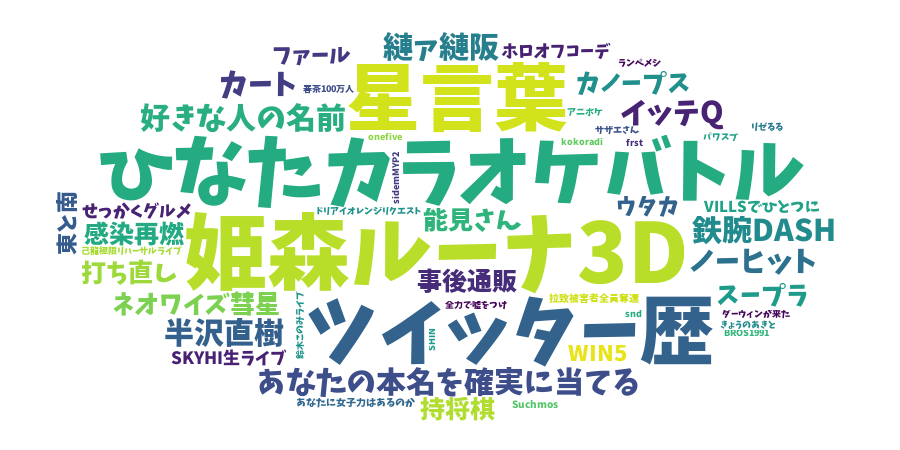 縺ァ縺阪
ホロオフコーデ
ファール
ランペメシ
カート
春茶100万人
星言葉
カノープス
好きな人の名前
アニポケ
イッテQ
サザエさん
リゼるる
onefive
kokoradi
frst
パワスプ
ひなたカラオケバトル
sidemMYP2
東と南
せっかくグルメ
ドリアイオレンジリクエスト
能見さん
ウタカ
VILLSでひとつに
感染再燃
姫森ルーナ3D
鉄腕DASH
己龍無限リハーサルライブ
打ち直し
事後通販
ノーヒット
ネオワイズ彗星
鈴木このみライブ
全力で嘘をつけ
拉致被害者全員奪還
スープラ
半沢直樹
ツイッター歴
snd
ダーウィンが来た
きょうのあきと
BROS1991
SHIN
SKYHI生ライブ
WIN5
あなたの本名を確実に当てる
あなたに女子力はあるのか
持将棋
Suchmos